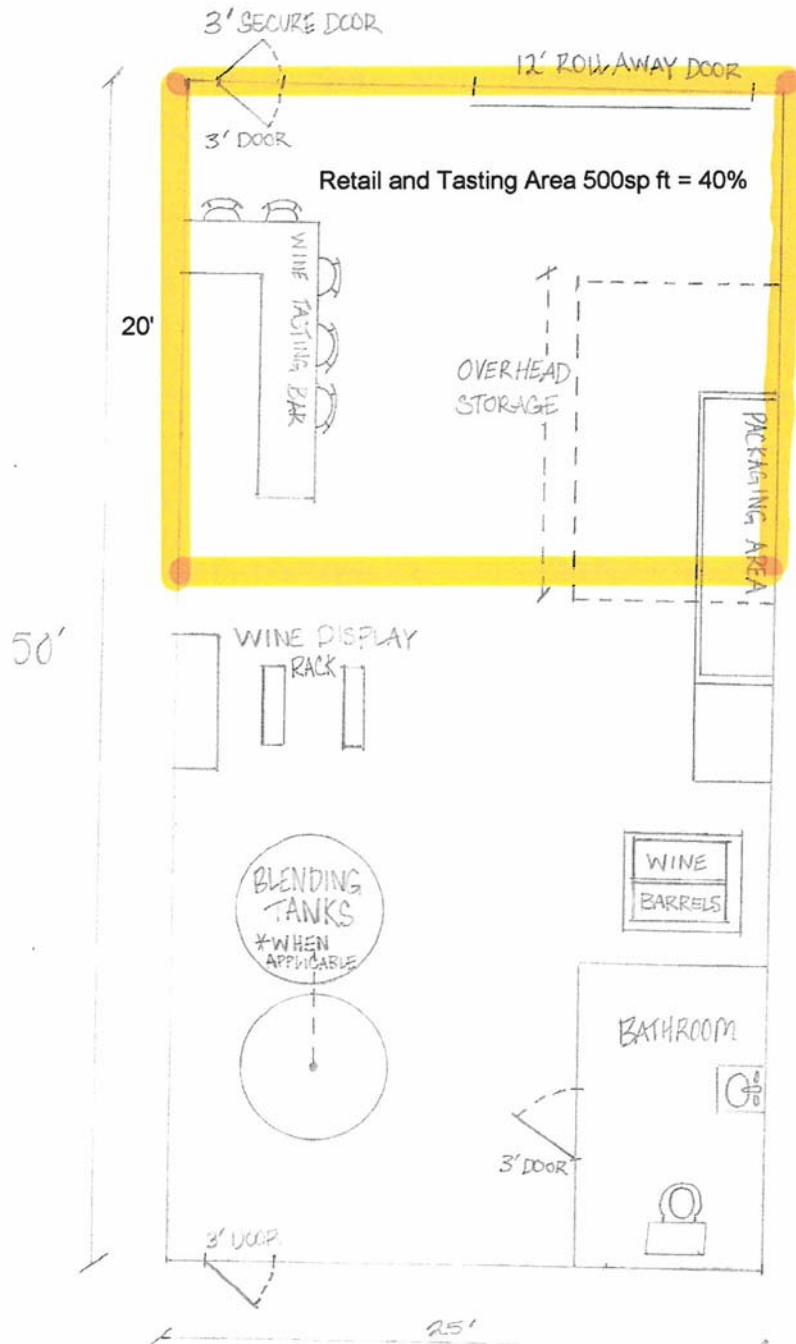 3' SECURE DOOR
12' ROLL AWAY DOOR
3' DOOR
Retail and Tasting Area 500sp ft = 40%
WINE TASTING BAR
20'
OVERHEAD
STORAGE
PACKAGING AREA
50'
WINE DISPLAY
RACK
BLENDING
TANKS
*WHEN
APPLICABLE
WINE
BARRELS
BATHROOM
3' DOOR
3' DOOR
25'